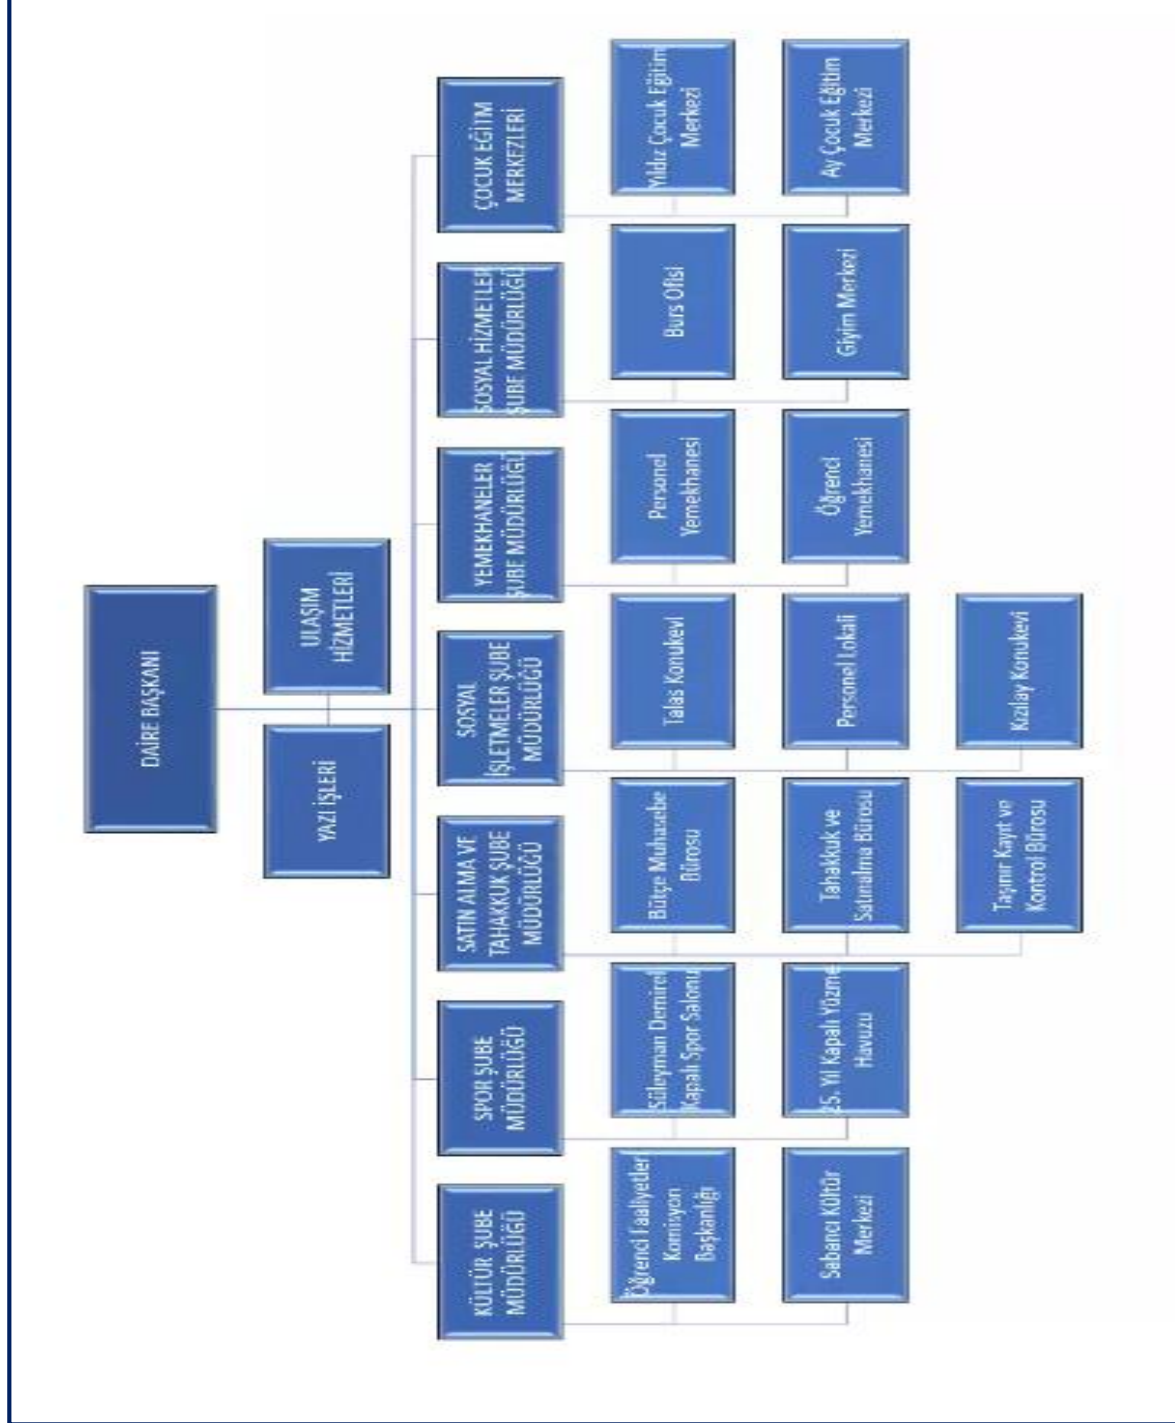 DAİRE BAŞKANI
YAZI İŞLERİ
ULAŞIM
HİZMETLERİ
KÜLTÜR ŞUBE
MÜDÜRLÜĞÜ
SPOR ŞUBE
MÜDÜRLÜĞÜ
SATIN ALMA VE
TAHAKKUK ŞUBE
MÜDÜRLÜĞÜ
SOSYAL
İŞLETMELER ŞUBE
MÜDÜRLÜĞÜ
YEMEKHANELER
ŞUBE MÜDÜRLÜĞÜ
SOSYAL HİZMETLER
ŞUBE MÜDÜRLÜĞÜ
ÇOCUK EĞİTM
MERKEZLERİ
Öğrenci Faaliyetler
Komisyon
Başkanlığı
Süleyman Demirel
Kapalı Spor Salonu
Bütçe Muhasebe
Bürosu
Talas Konukevi
Personel
Yemekhanesi
Burs Ofisi
Yıldız Çocuk Eğitim
Merkezi
Sabancı Kültür
Merkezi
25. Yıl Kapalı Yüzme
Havuzu
Tahakkuk ve
Satınalma Bürosu
Personel Lokali
Öğrenci
Yemekhanesi
Giyim Merkezi
Ay Çocuk Eğitim
Merkezi
Taşınır Kayıt ve
Kontrol Bürosu
Kızılay Konukevi